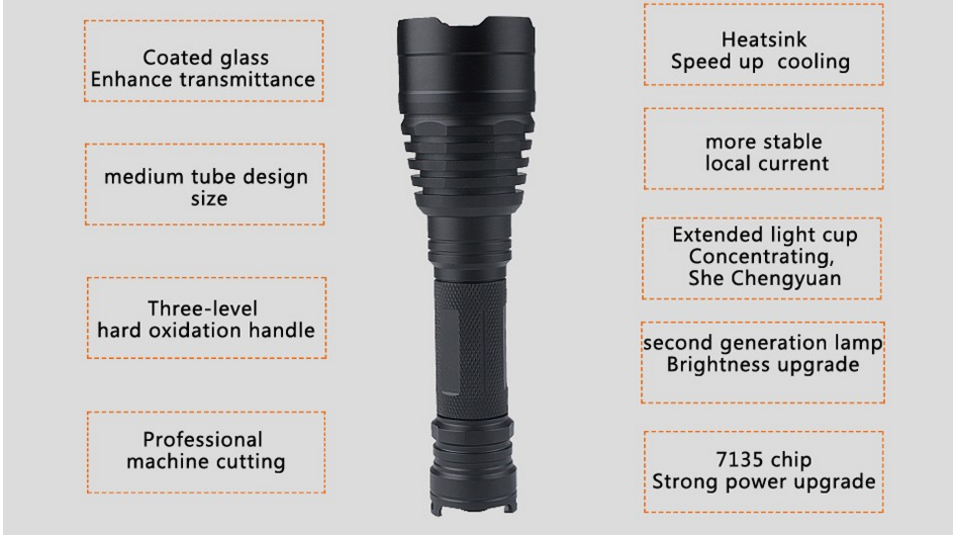 Coated glass
Enhance transmittance
medium tube design
size
Three-level
hard oxidation handle
Professional
machine cutting
Heatsink
Speed up cooling
more stable
local current
Extended light cup
Concentrating,
She Chengyuan
second generation lamp
Brightness upgrade
7135 chip
Strong power upgrade